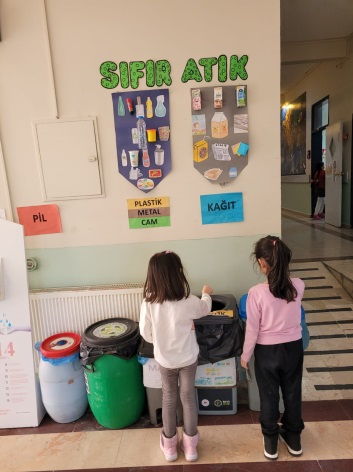 SIFIR ATIK
PİL
PLASTİK
METAL
CAM
KAĞIT
14